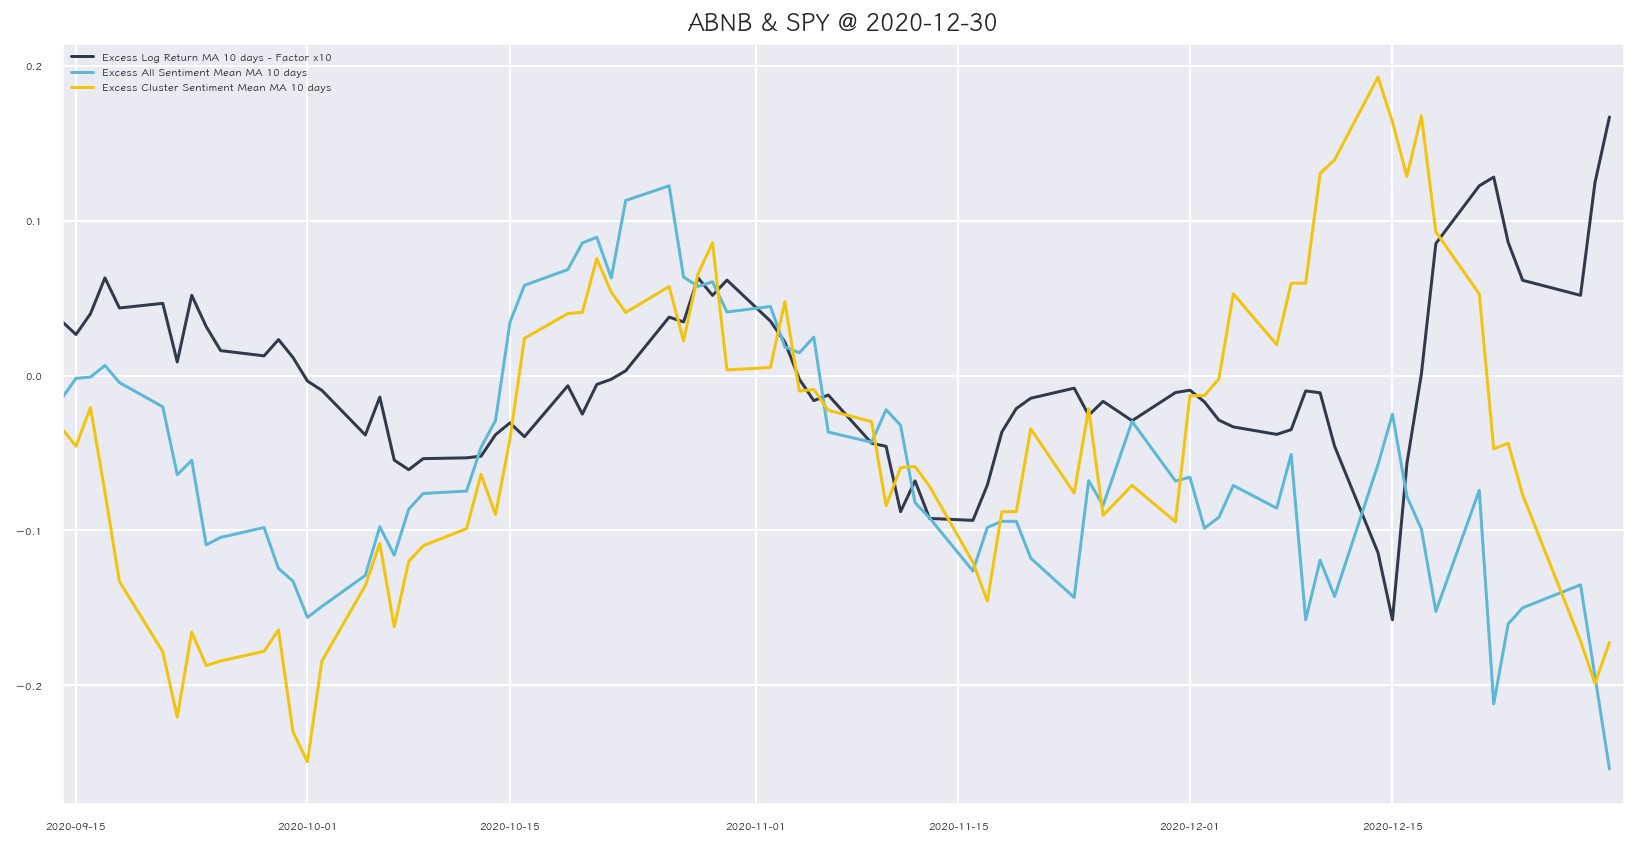 ABNB & SPY @ 2020-12-30
Excess Log Return MA 10 days - Factor x10
Excess All Sentiment Mean MA 10 days
Excess Cluster Sentiment Mean MA 10 days
0.2
0.1
0.0
−0.1
−0.2
2020-09-15 2020-10-01 2020-10-15 2020-11-01 2020-11-15 2020-12-01 2020-12-15